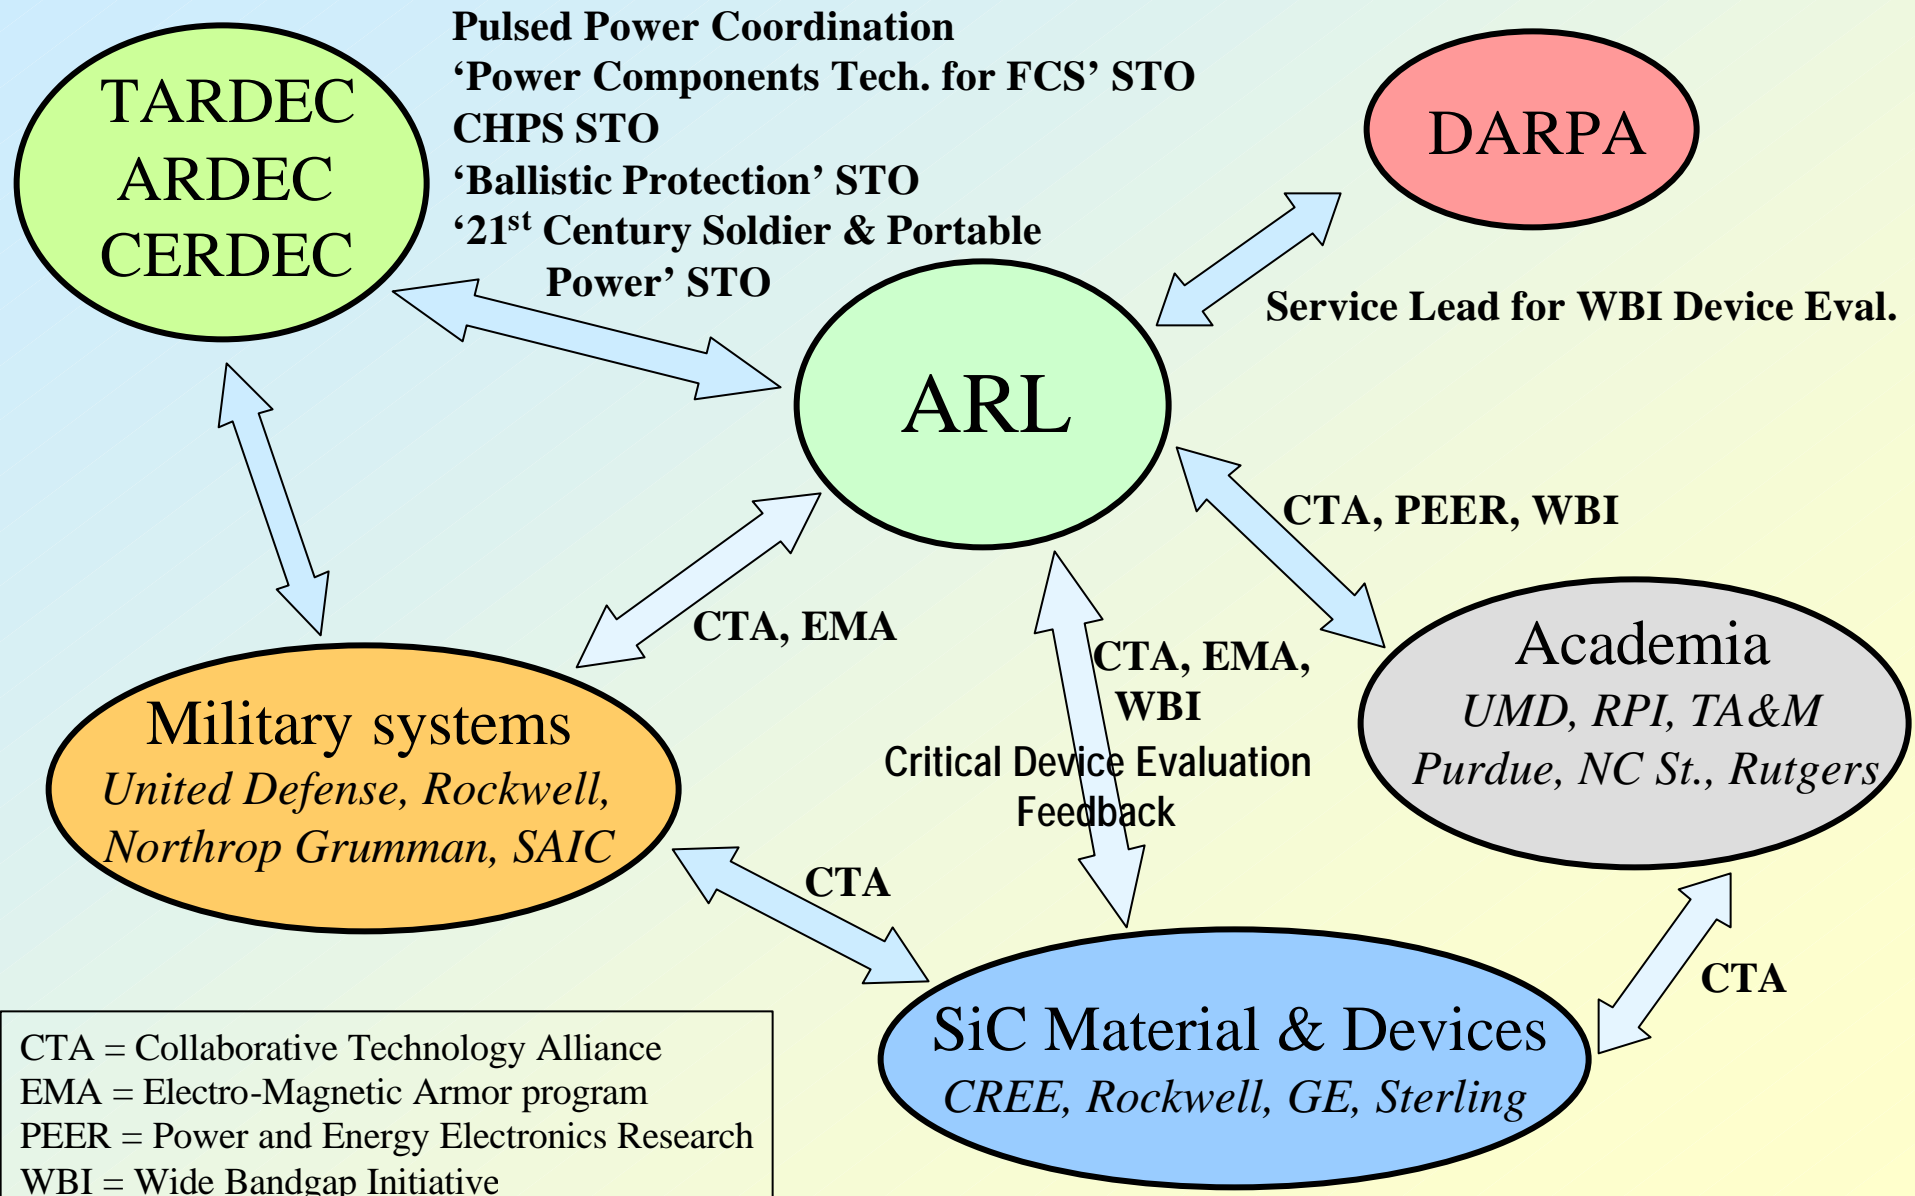 Pulsed Power Coordination
‘Power Components Tech. for FCS’ STO
CHPS STO
‘Ballistic Protection’ STO
‘21st Century Soldier & Portable
Power’ STO
TARDEC
ARDEC
CERDEC
DARPA
Service Lead for WBI Device Eval.
ARL
CTA, PEER, WBI
CTA, EMA
CTA, EMA,
WBI
Critical Device Evaluation
Feedback
Academia
UMD, RPI, TA&M
Purdue, NC St., Rutgers
Military systems
United Defense, Rockwell,
Northrop Grumman, SAIC
CTA
CTA
SiC Material & Devices
CREE, Rockwell, GE, Sterling
CTA = Collaborative Technology Alliance
EMA = Electro-Magnetic Armor program
PEER = Power and Energy Electronics Research
WBI = Wide Bandgap Initiative